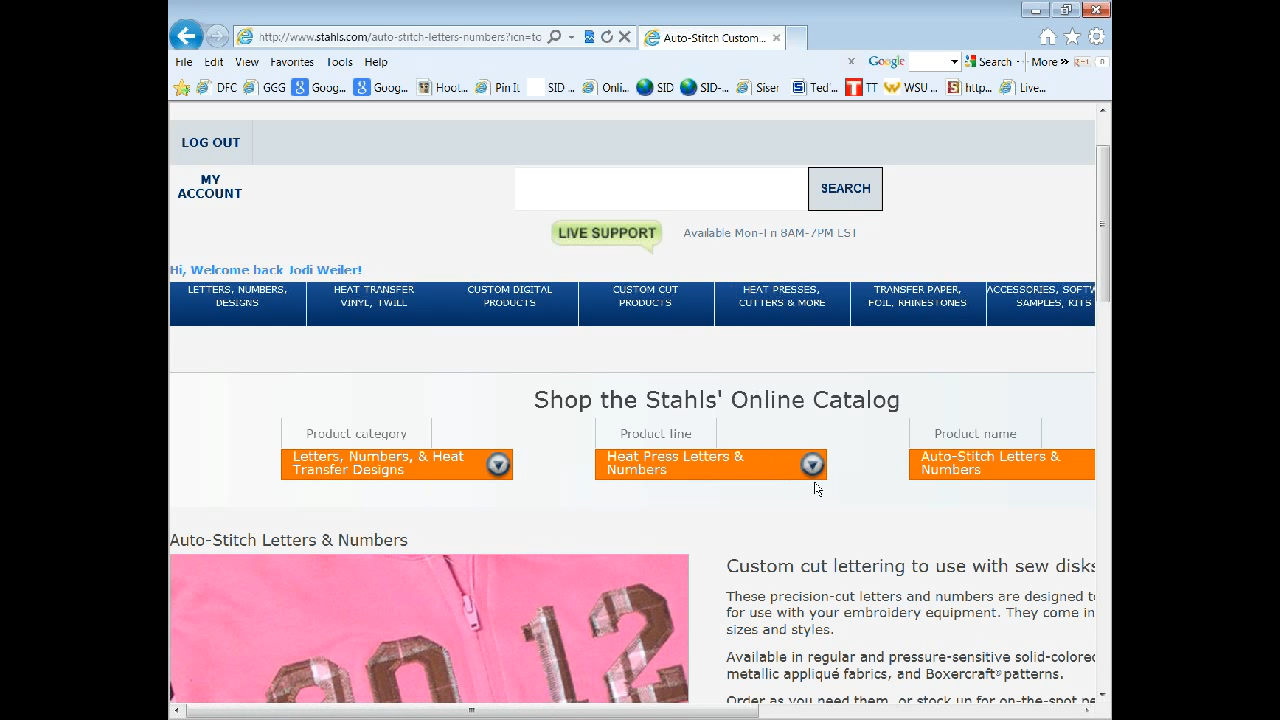 http://www.stahls.com/auto-stitch-letters-numbers?icn=to
Auto-Stitch Custom...
File Edit View Favorites Tools Help
Google Search More »
DFC GGG Goog... Goog... Hoot... Pin It SID ... Onli... SID SID-... Siser Ted'... TT WSU ... http... Live...
LOG OUT
MY
ACCOUNT
SEARCH
LIVE SUPPORT Available Mon-Fri 8AM-7PM EST
Hi, Welcome back Jodi Weiler!
LETTERS, NUMBERS,
DESIGNS
HEAT TRANSFER
VINYL, TWILL
CUSTOM DIGITAL
PRODUCTS
CUSTOM CUT
PRODUCTS
HEAT PRESSES,
CUTTERS & MORE
TRANSFER PAPER,
FOIL, RHINESTONES
ACCESSORIES, SOFTW
SAMPLES, KITS
Shop the Stahls' Online Catalog
Product category
Letters, Numbers, & Heat
Transfer Designs
Product line
Heat Press Letters &
Numbers
Product name
Auto-Stitch Letters &
Numbers
Auto-Stitch Letters & Numbers
12
Custom cut lettering to use with sew disks
These precision-cut letters and numbers are designed to
for use with your embroidery equipment. They come in
sizes and styles.
Available in regular and pressure-sensitive solid-colored
metallic appliqué fabrics, and Boxercraft® patterns.
Order as you need them, or stock up for on-the-spot pe